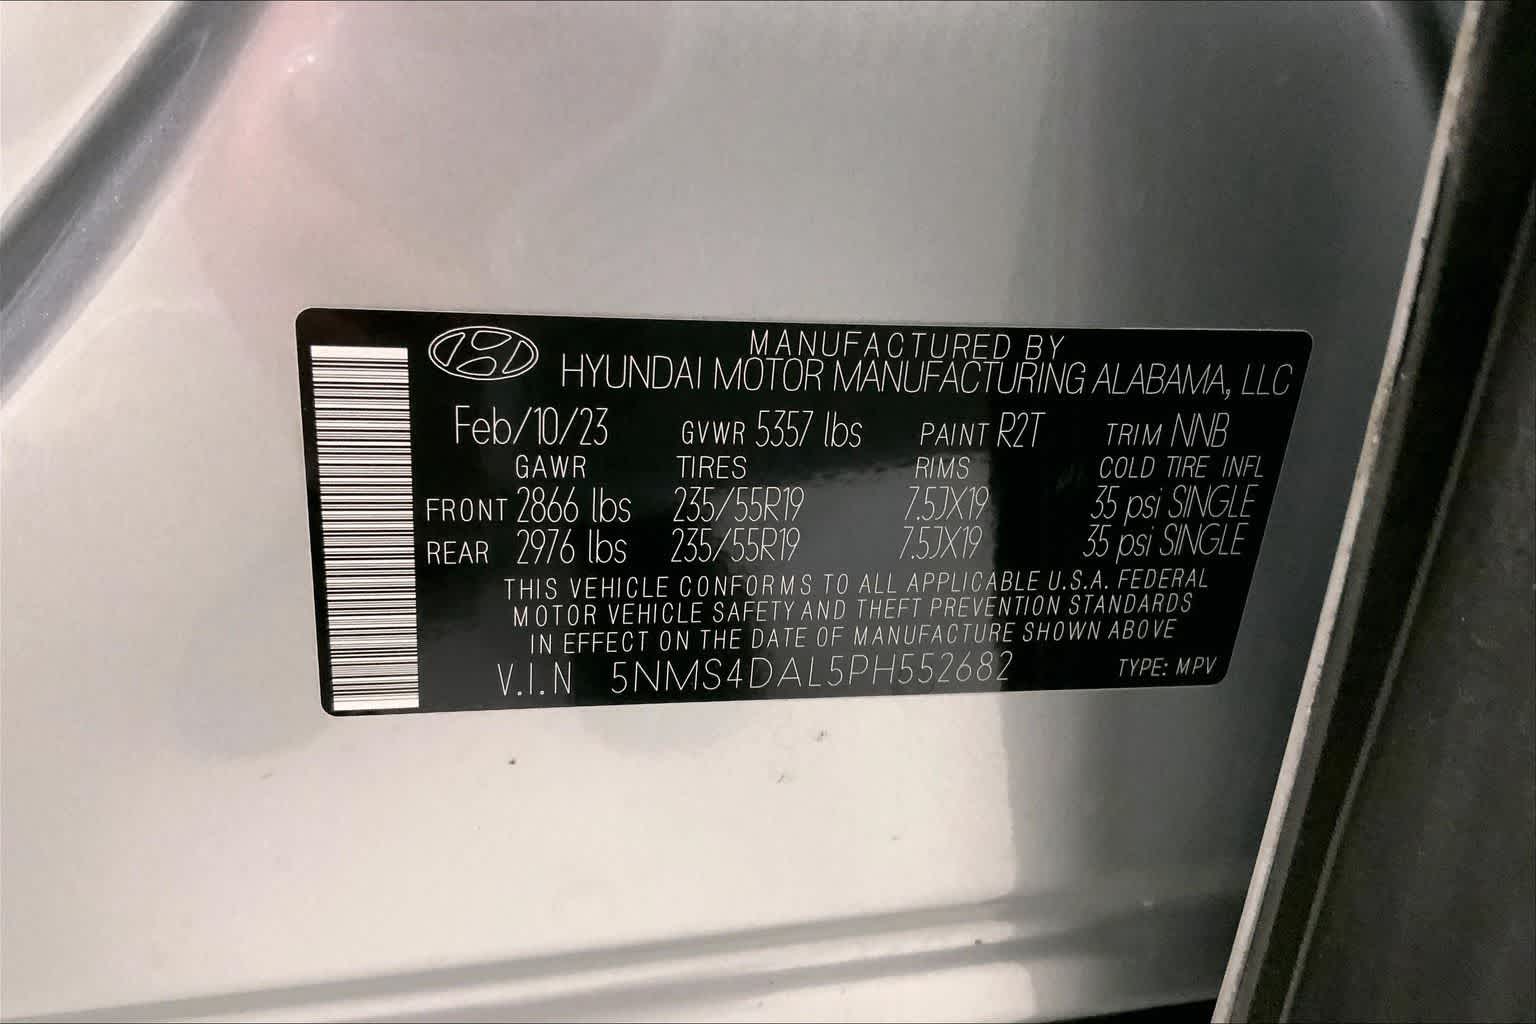 MANUFACTURED BY
HYUNDAI MOTOR MANUFACTURING ALABAMA, LLC
Feb/10/23 GVWR 5357 lbs PAINT R2T TRIM NNB
GAWR TIRES RIMS COLD TIRE INFL
FRONT 2866 lbs 235/55R19 7.5JX19 35 psi SINGLE
REAR 2976 lbs 235/55R19 7.5JX19 35 psi SINGLE
THIS VEHICLE CONFORMS TO ALL APPLICABLE U.S.A. FEDERAL
MOTOR VEHICLE SAFETY AND THEFT PREVENTION STANDARDS
IN EFFECT ON THE DATE OF MANUFACTURE SHOWN ABOVE
V.I.N 5NMS4DAL5PH552682 TYPE: MPV